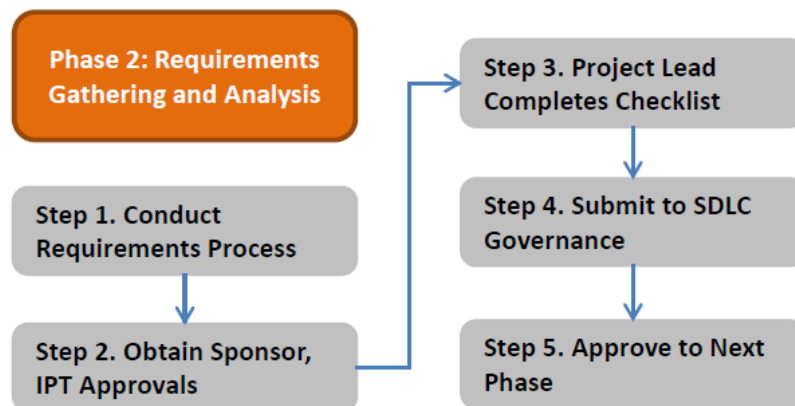 Phase 2: Requirements
Gathering and Analysis
Step 1. Conduct
Requirements Process
Step 2. Obtain Sponsor,
IPT Approvals
Step 3. Project Lead
Completes Checklist
Step 4. Submit to SDLC
Governance
Step 5. Approve to Next
Phase